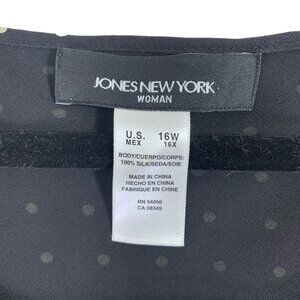 JONES NEW YORK
WOMAN
U.S. 16W
MEX 16X
BODY/CUERPO/CORPS:
100% SILK/SEDA/SOIE
MADE IN CHINA
HECHO EN CHINA
FABRIQUE EN CHINE
RN 54050
CA 08349